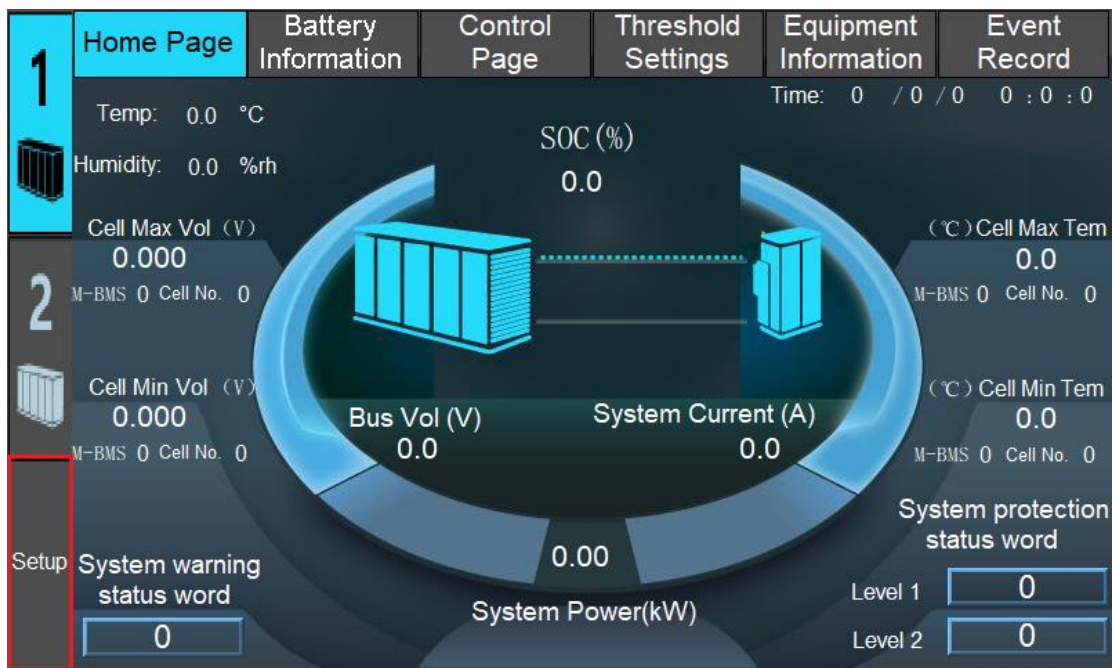 1
Home Page
Battery
Information
Control
Page
Threshold
Settings
Equipment
Information
Event
Record
Time: 0 / 0 / 0 0 : 0 : 0
Temp: 0.0 °C
Humidity: 0.0 %rh
SOC (%)
0.0
Cell Max Vol (V)
0.000
M-BMS 0 Cell No. 0
(℃) Cell Max Tem
0.0
M-BMS 0 Cell No. 0
2
Cell Min Vol (V)
0.000
M-BMS 0 Cell No. 0
Bus Vol (V)
0.0
System Current (A)
0.0
(℃) Cell Min Tem
0.0
M-BMS 0 Cell No. 0
Setup
System warning
status word
0
0.00
System Power(kW)
System protection
status word
Level 1 0
Level 2 0